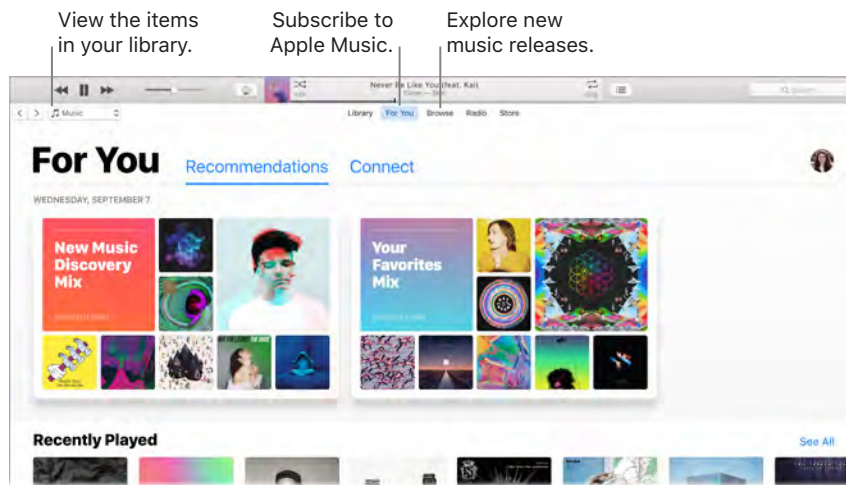 View the items
in your library.
Subscribe to
Apple Music.
Explore new
music releases.
Never Be Like You (feat. Kai)
Music
Library For You Browse Radio Store
For You Recommendations Connect
WEDNESDAY, SEPTEMBER 7
New Music
Discovery
Mix
Your
Favorites
Mix
Recently Played
See All